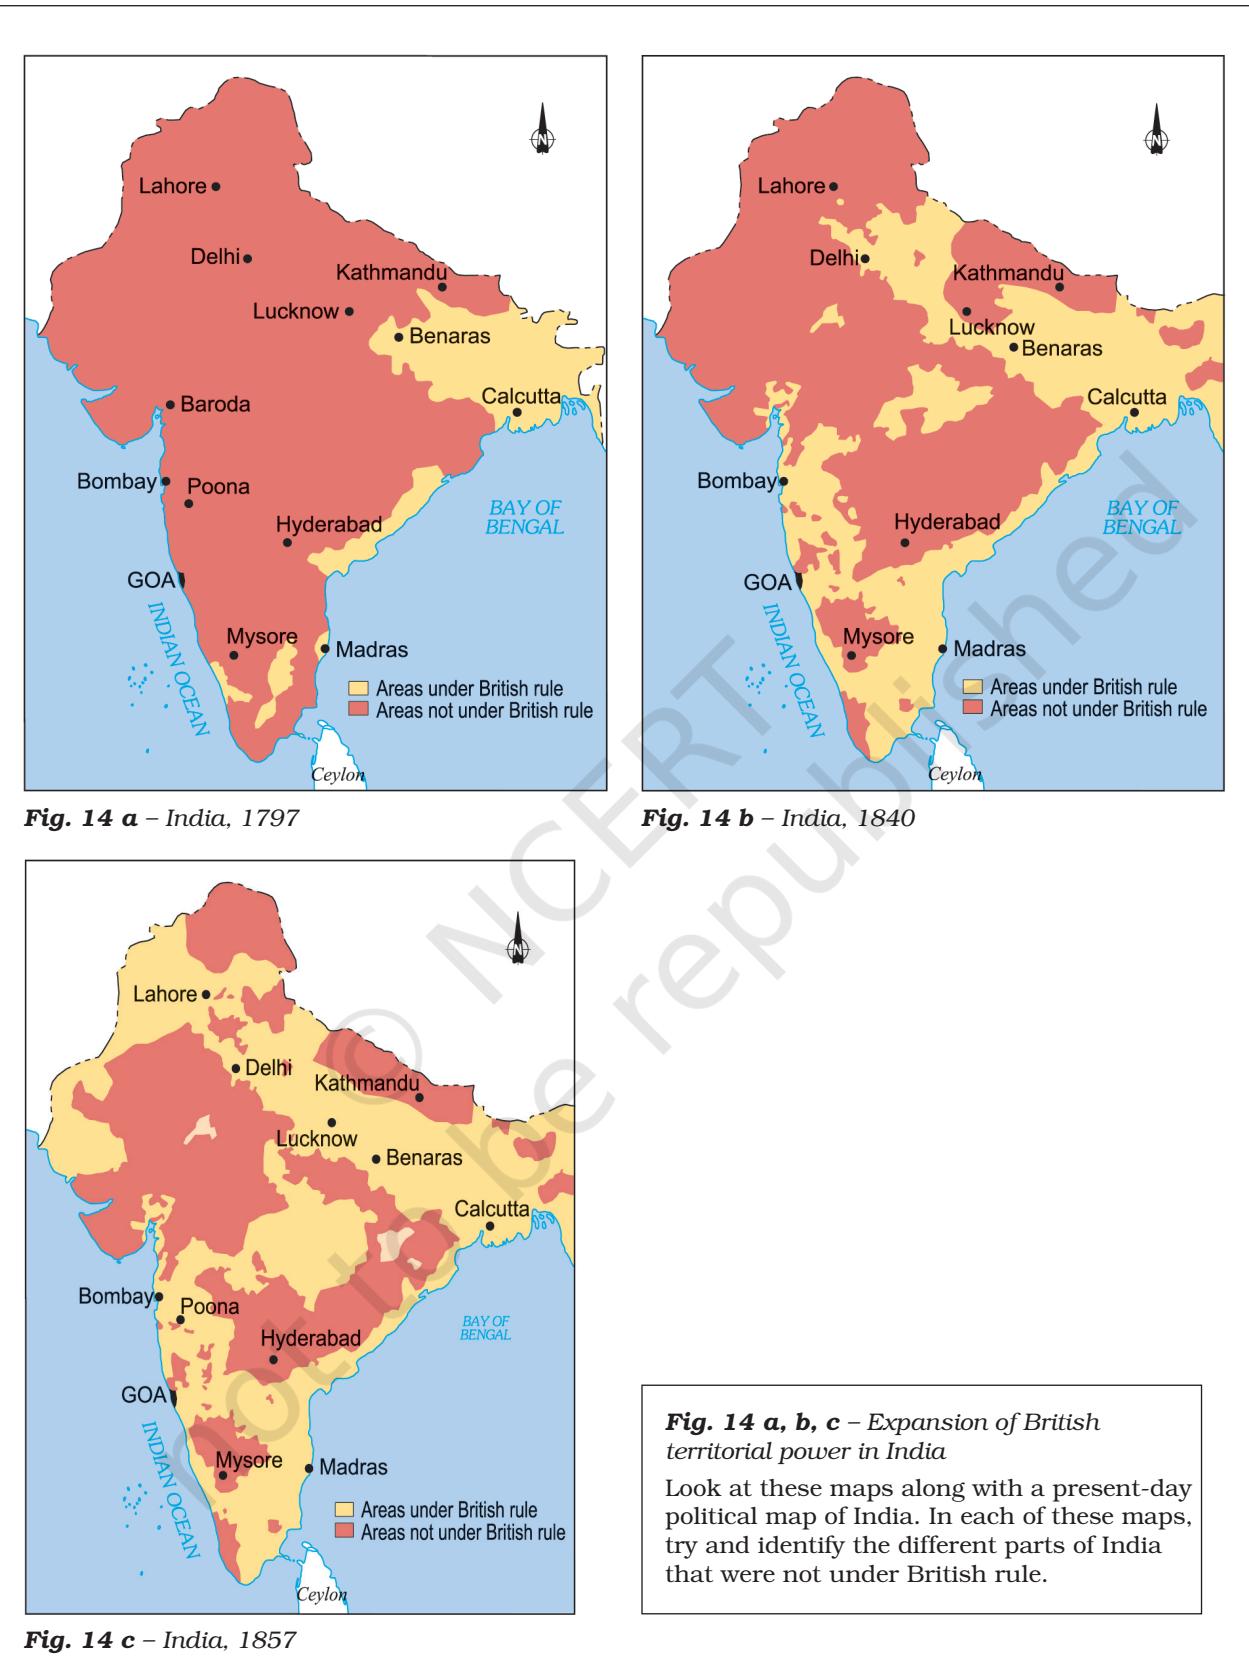 N
Lahore
Delhi
Kathmandu
Lucknow
Benaras
Calcutta
Baroda
Bombay
Poona
BAY OF
BENGAL
Hyderabad
GOA
INDIAN OCEAN
Mysore
Madras
Areas under British rule
Areas not under British rule
Ceylon
Fig. 14 a – India, 1797
N
Lahore
Delhi
Kathmandu
Lucknow
Benaras
Calcutta
Bombay
BAY OF
BENGAL
Hyderabad
GOA
INDIAN OCEAN
Mysore
Madras
Areas under British rule
Areas not under British rule
Ceylon
Fig. 14 b – India, 1840
N
Lahore
Delhi
Kathmandu
Lucknow
Benaras
Calcutta
Bombay
Poona
BAY OF
BENGAL
Hyderabad
GOA
INDIAN OCEAN
Mysore
Madras
Areas under British rule
Areas not under British rule
Ceylon
Fig. 14 c – India, 1857
Fig. 14 a, b, c – Expansion of British
territorial power in India
Look at these maps along with a present-day
political map of India. In each of these maps,
try and identify the different parts of India
that were not under British rule.
© NCERT
not to be republished